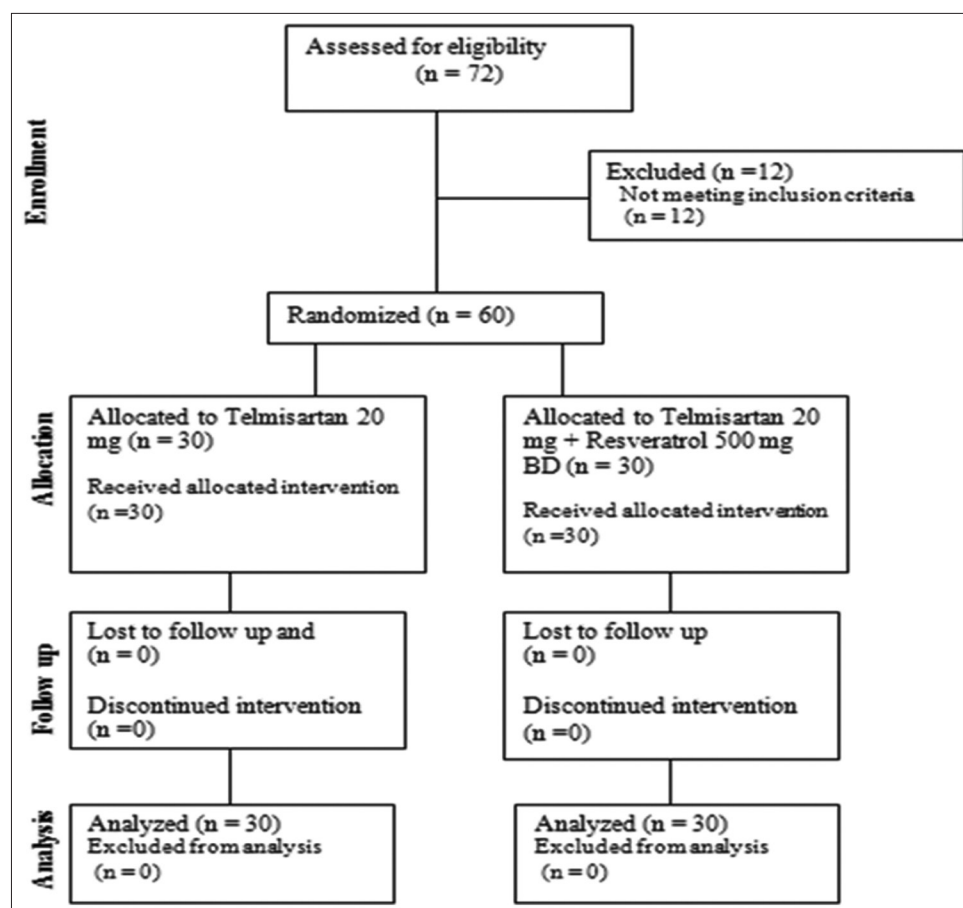 Assessed for eligibility
(n = 72)
Enrollment
Excluded (n =12)
Not meeting inclusion criteria
(n = 12)
Randomized (n = 60)
Allocation
Allocated to Telmisartan 20
mg (n = 30)
Received allocated intervention
(n =30)
Allocated to Telmisartan 20
mg + Resveratrol 500 mg
BD (n = 30)
Received allocated intervention
(n =30)
Follow up
Lost to follow up and
(n = 0)
Discontinued intervention
(n =0)
Lost to follow up
(n = 0)
Discontinued intervention
(n =0)
Analysis
Analyzed (n = 30)
Excluded from analysis
(n = 0)
Analyzed (n = 30)
Excluded from analysis
(n = 0)